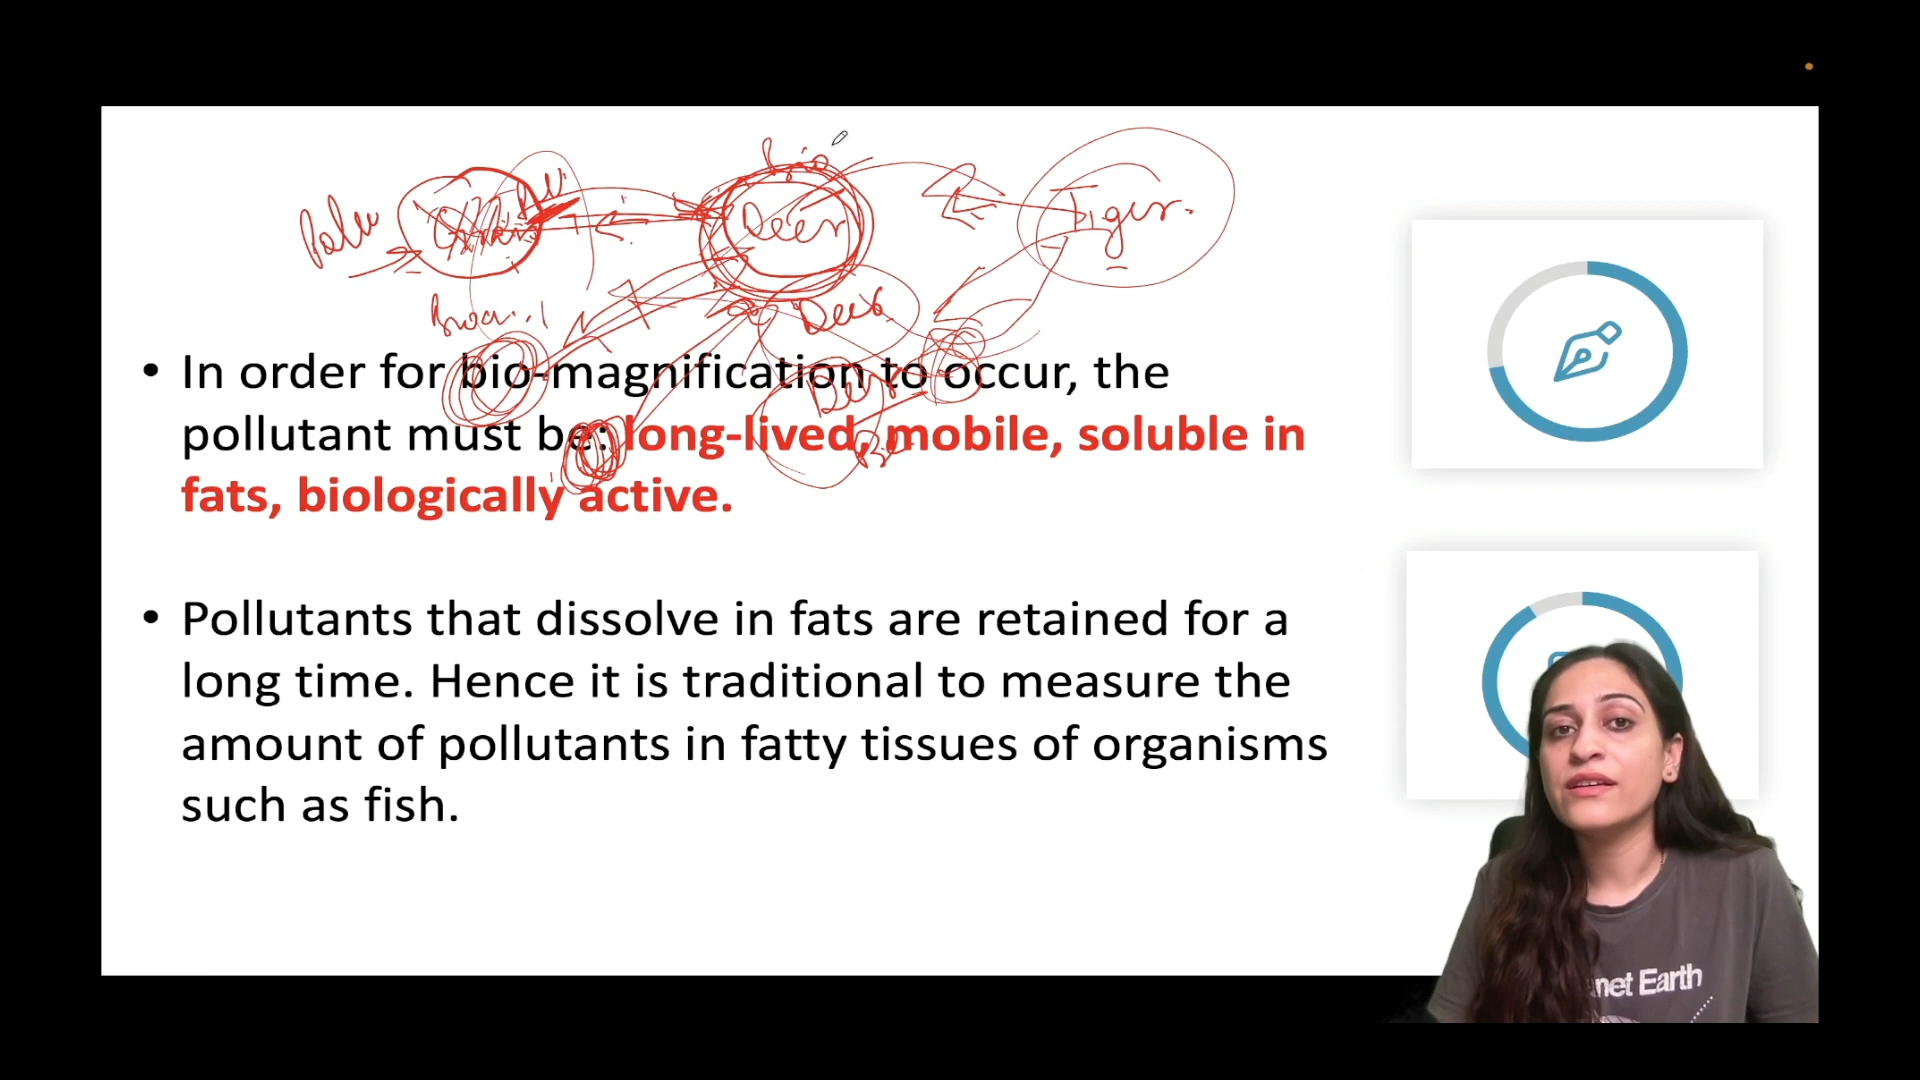 Deer
Tiger.
Deer
• In order for bio-magnification to occur, the
pollutant must be: long-lived, mobile, soluble in
fats, biologically active.
• Pollutants that dissolve in fats are retained for a
long time. Hence it is traditional to measure the
amount of pollutants in fatty tissues of organisms
such as fish.
net Earth